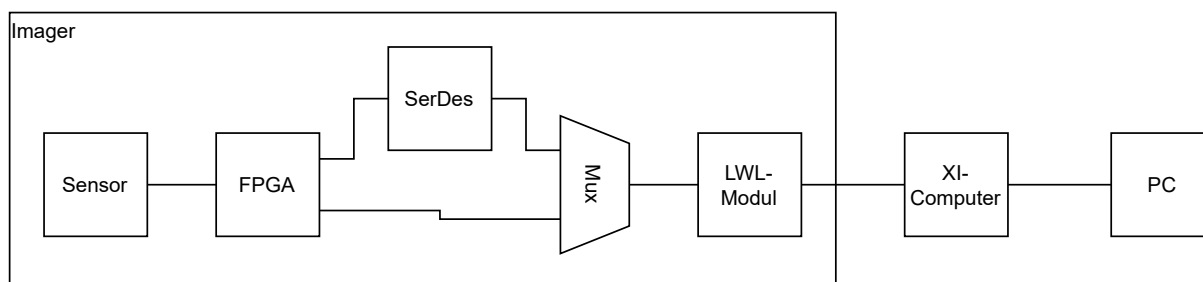 Imager
SerDes
Sensor
FPGA
Mux
LWL-
Modul
XI-
Computer
PC